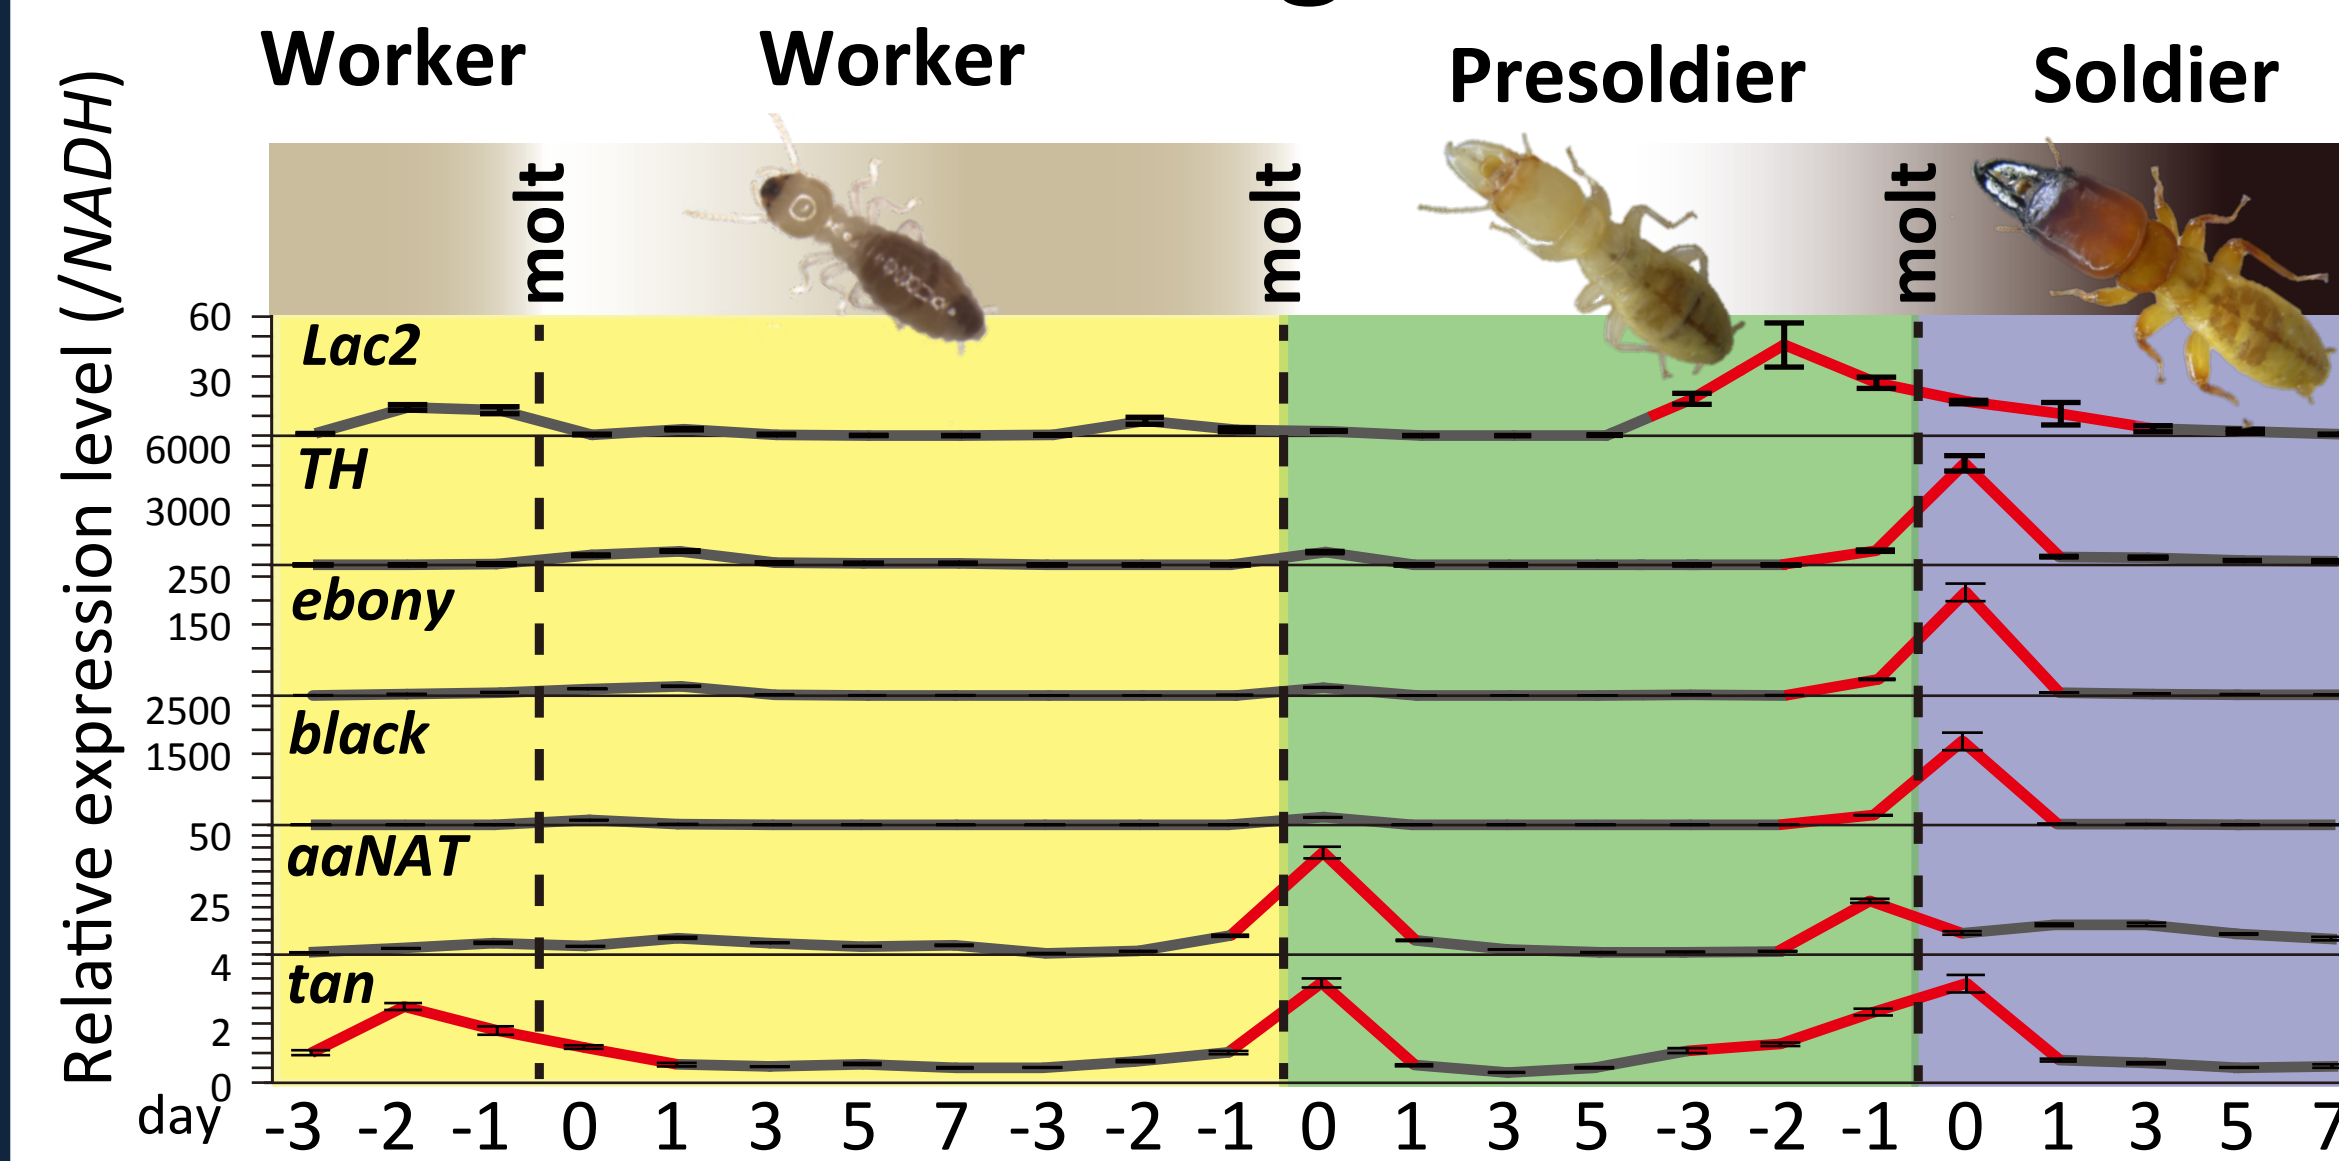 Worker Worker Presoldier Soldier
molt molt molt
Relative expression level (/NADH)
60
Lac2
30
6000
TH
3000
250
ebony
150
2500
black
1500
50
aaNAT
25
4
tan
2
0
day -3 -2 -1 0 1 3 5 7 -3 -2 -1 0 1 3 5 -3 -2 -1 0 1 3 5 7